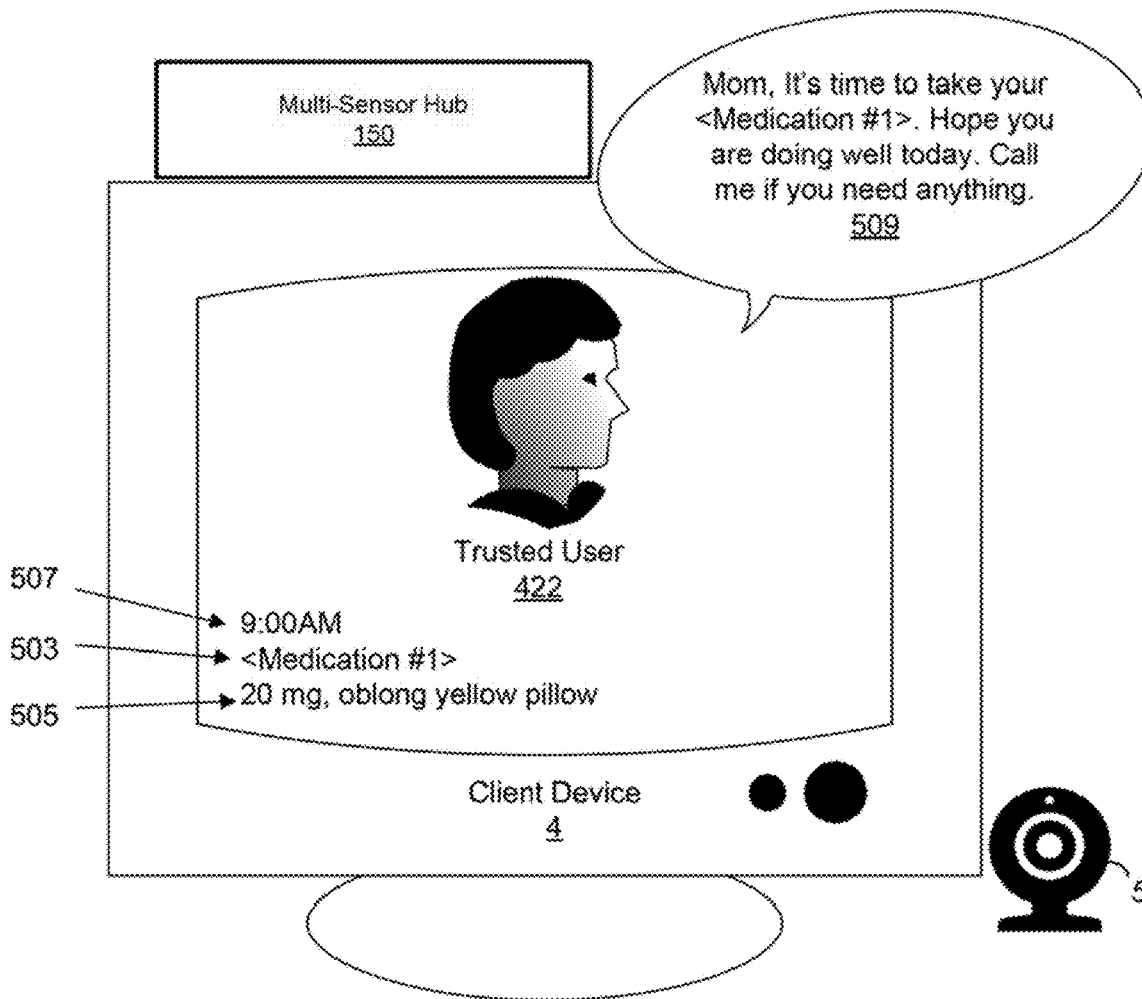 Multi-Sensor Hub
150
Mom, It's time to take your
<Medication #1>. Hope you
are doing well today. Call
me if you need anything.
509
Trusted User
422
507
9:00AM
503
<Medication #1>
505
20 mg, oblong yellow pillow
Client Device
4
5